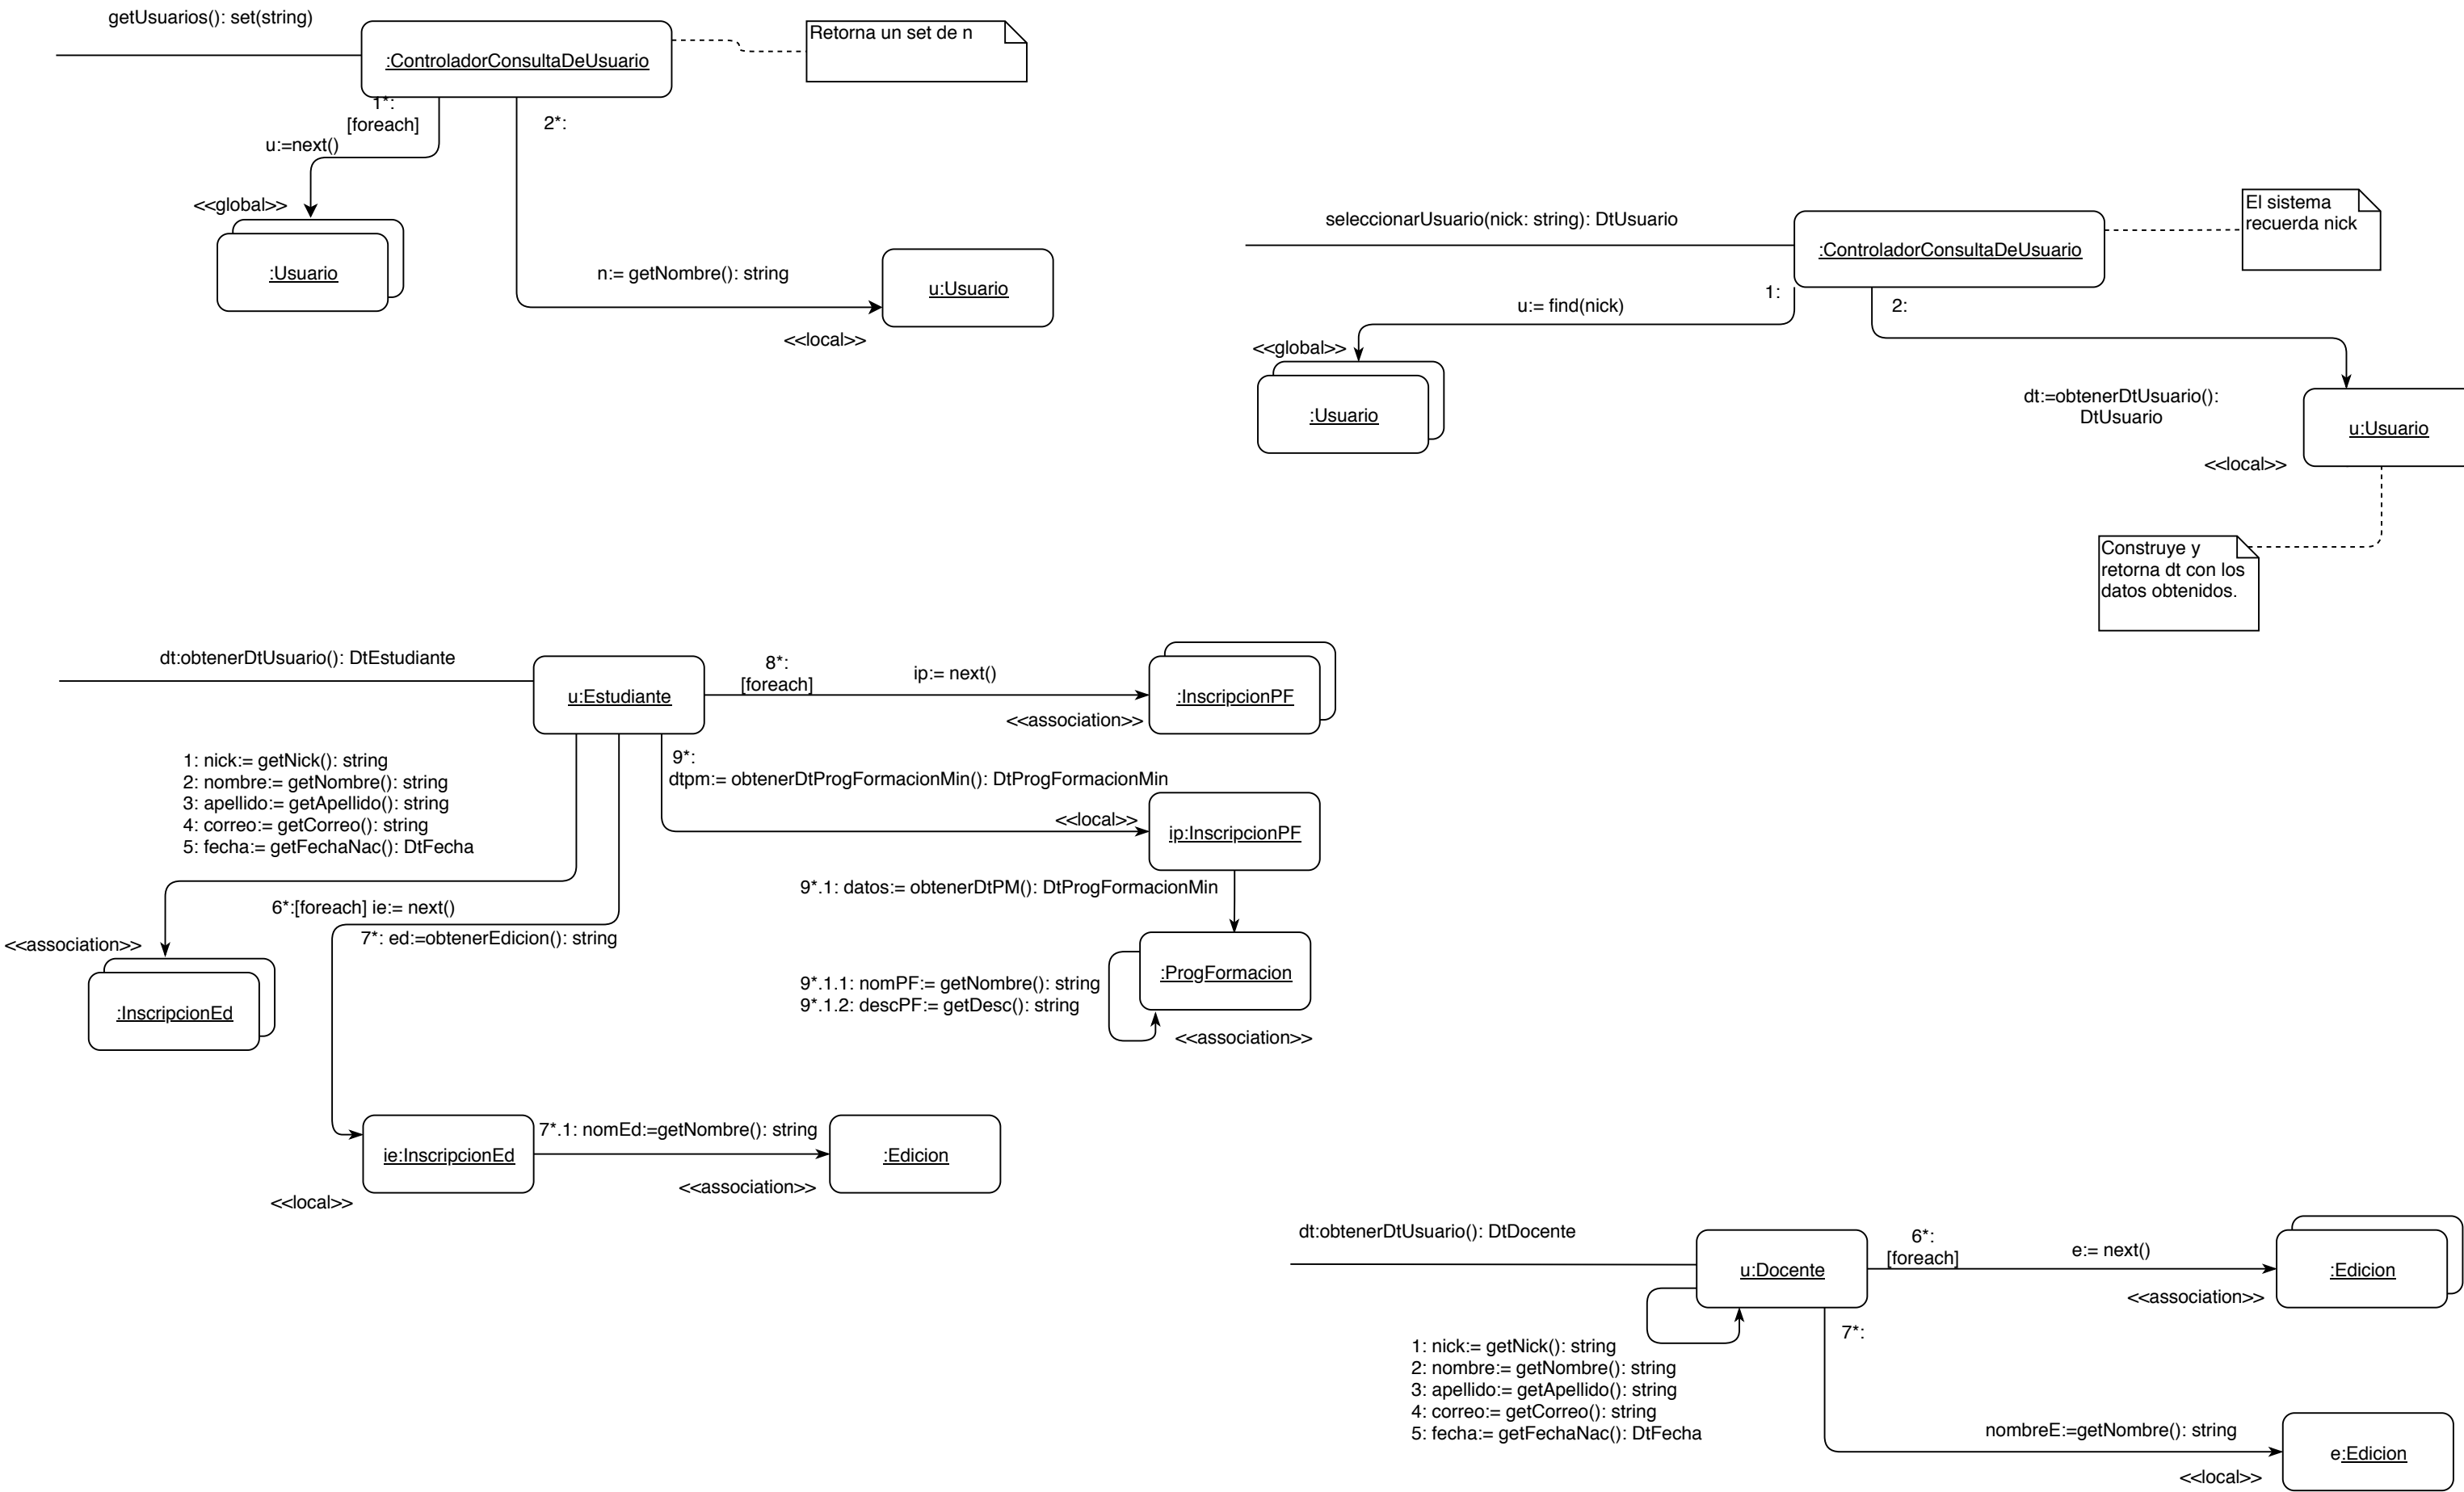 getUsuarios(): set(string)
:ControladorConsultaDeUsuario
Retorna un set de n
1*:
[foreach]
u:=next()
2*:
<<global>>
:Usuario
n:= getNombre(): string
u:Usuario
<<local>>
seleccionarUsuario(nick: string): DtUsuario
:ControladorConsultaDeUsuario
El sistema
recuerda nick
1:
u:= find(nick)
2:
<<global>>
:Usuario
dt:=obtenerDtUsuario():
DtUsuario
u:Usuario
<<local>>
Construye y
retorna dt con los
datos obtenidos.
dt:obtenerDtUsuario(): DtEstudiante
u:Estudiante
8*:
[foreach]
ip:= next()
:InscripcionPF
<<association>>
1: nick:= getNick(): string
2: nombre:= getNombre(): string
3: apellido:= getApellido(): string
4: correo:= getCorreo(): string
5: fecha:= getFechaNac(): DtFecha
9*:
dtpm:= obtenerDtProgFormacionMin(): DtProgFormacionMin
<<local>>
ip:InscripcionPF
9*.1: datos:= obtenerDtPM(): DtProgFormacionMin
6*:[foreach] ie:= next()
7*: ed:=obtenerEdicion(): string
<<association>>
:InscripcionEd
:ProgFormacion
9*.1.1: nomPF:= getNombre(): string
9*.1.2: descPF:= getDesc(): string
<<association>>
ie:InscripcionEd
7*.1: nomEd:=getNombre(): string
:Edicion
<<association>>
<<local>>
dt:obtenerDtUsuario(): DtDocente
u:Docente
6*:
[foreach]
e:= next()
:Edicion
<<association>>
7*:
1: nick:= getNick(): string
2: nombre:= getNombre(): string
3: apellido:= getApellido(): string
4: correo:= getCorreo(): string
5: fecha:= getFechaNac(): DtFecha
nombreE:=getNombre(): string
e:Edicion
<<local>>